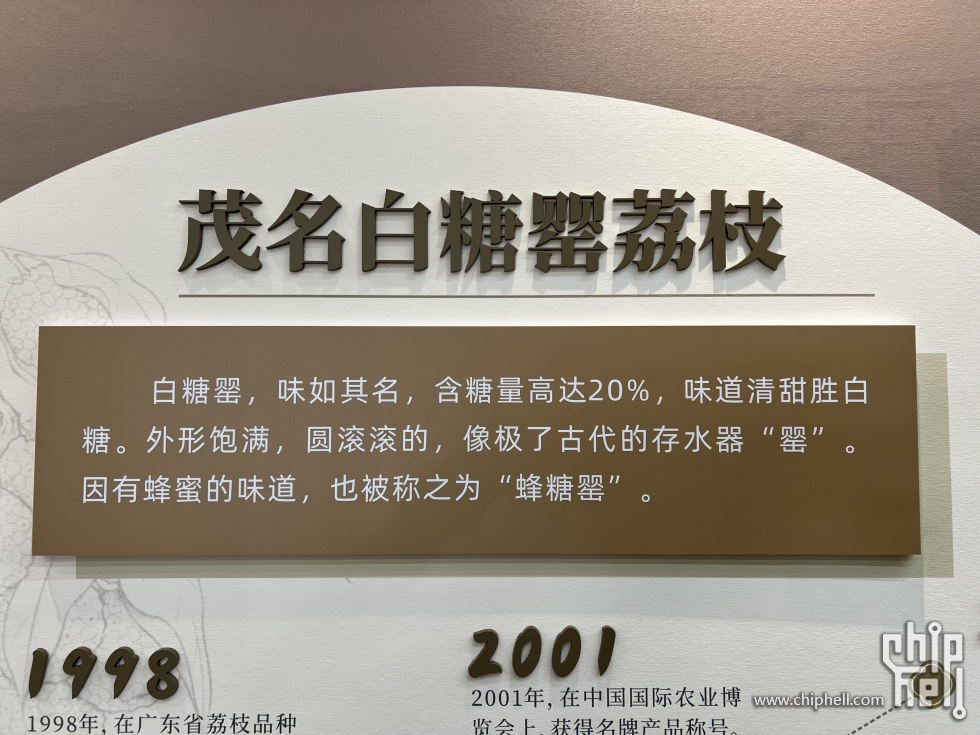 茂名白糖罂荔枝
白糖罂，味如其名，含糖量高达20%，味道清甜胜白
糖。外形饱满，圆滚滚的，像极了古代的存水器“罂”。
因有蜂蜜的味道，也被称之为“蜂糖罂”。
1998
1998年, 在广东省荔枝品种
2001
2001年, 在中国国际农业博
览会上, 获得名牌产品称号。
chip
hell
www.chiphell.com